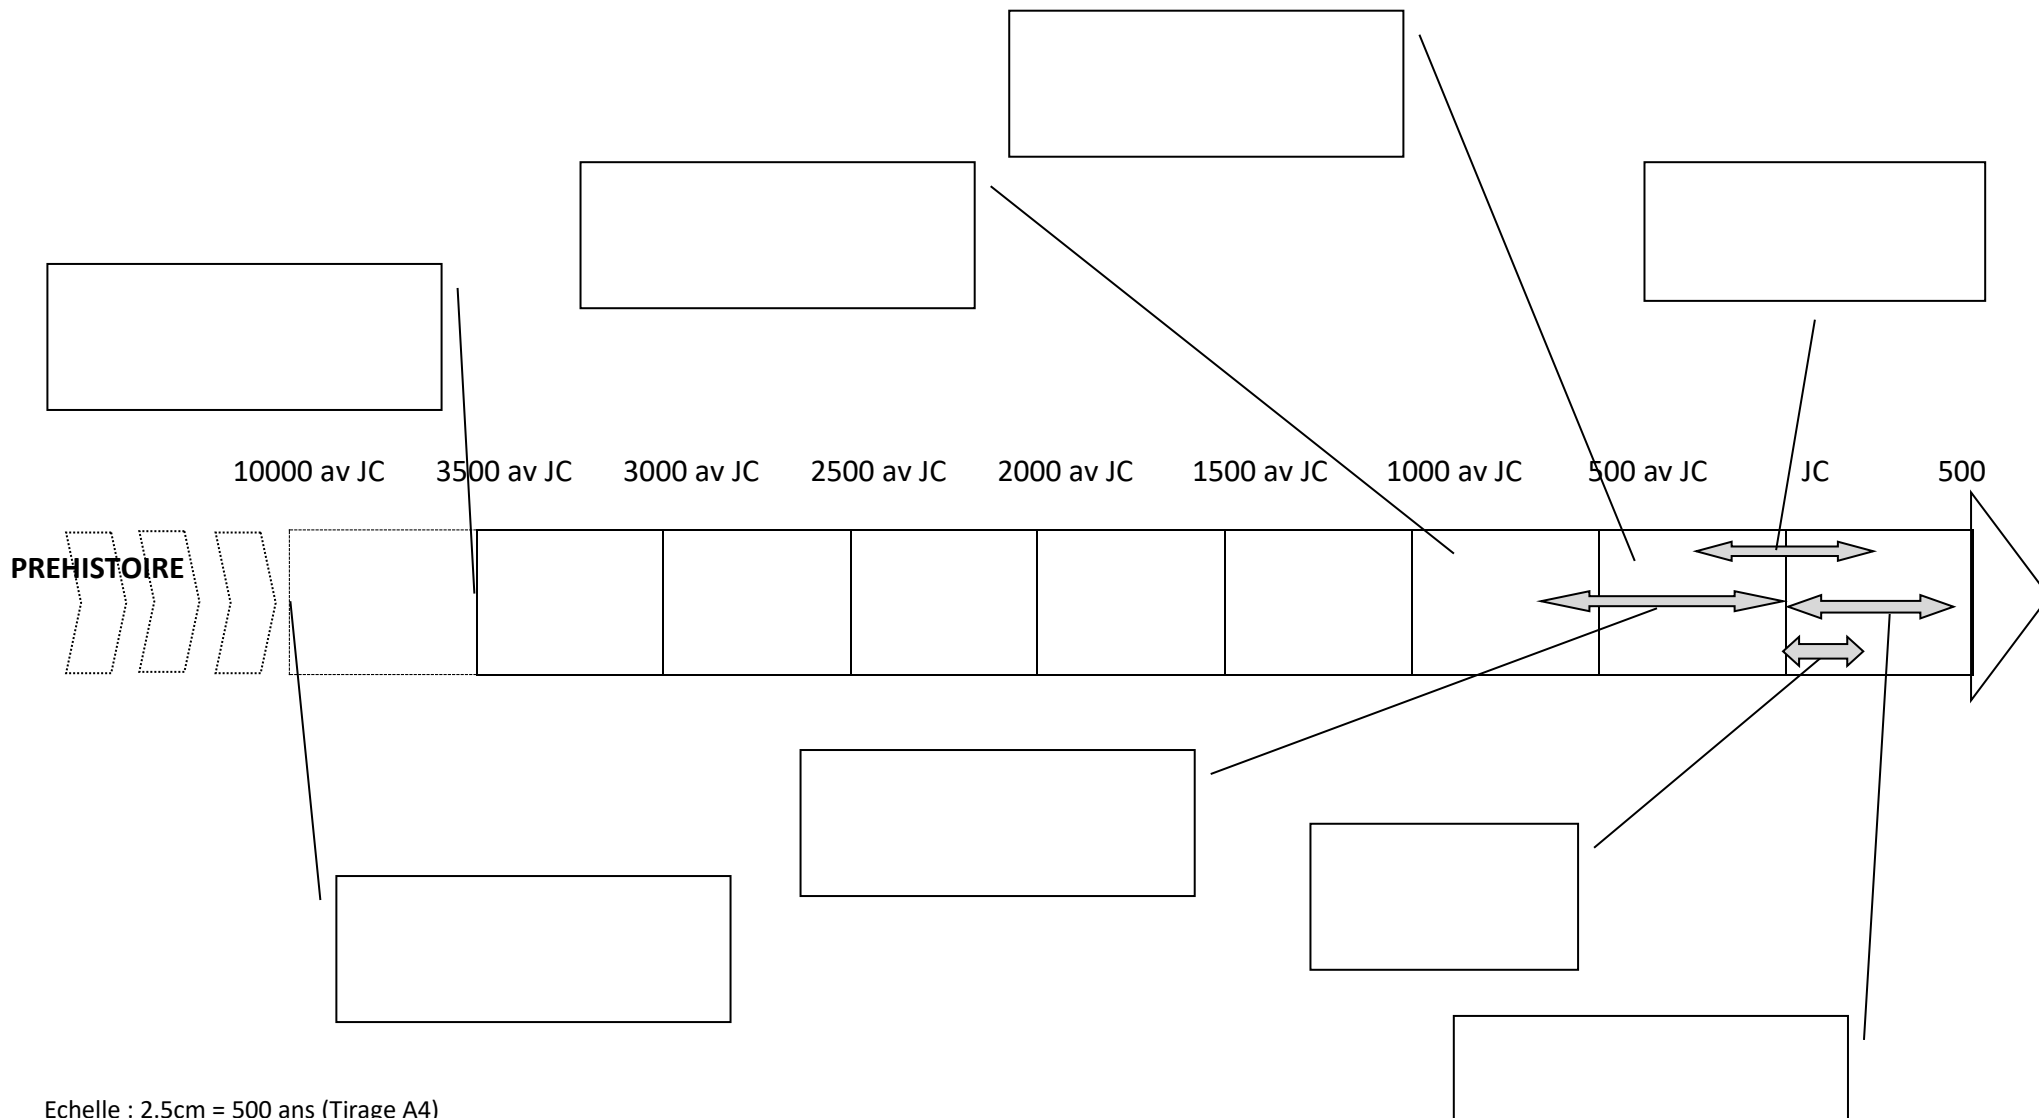 10000 av JC 3500 av JC 3000 av JC 2500 av JC 2000 av JC 1500 av JC 1000 av JC 500 av JC JC 500
PREHISTOIRE
Echelle : 2.5cm = 500 ans (Tirage A4)